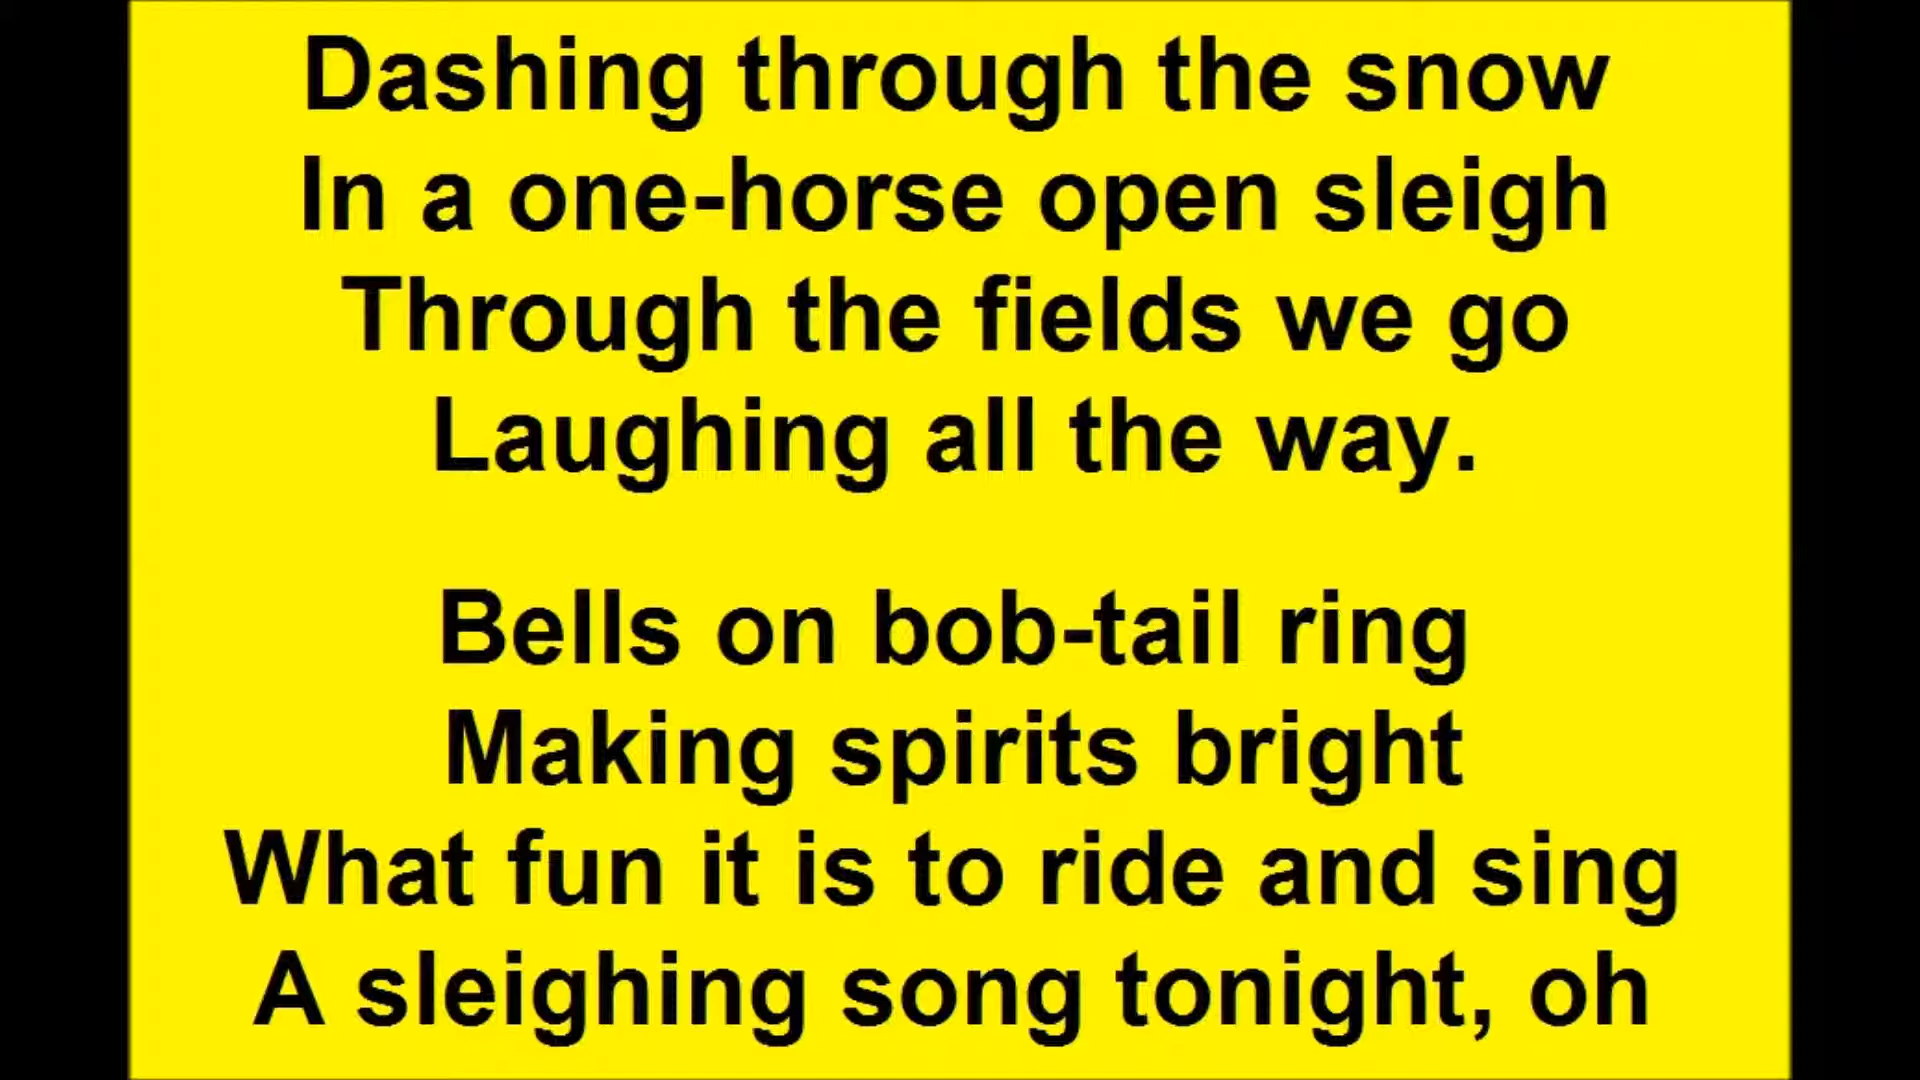 Dashing through the snow
In a one-horse open sleigh
Through the fields we go
Laughing all the way.
Bells on bob-tail ring
Making spirits bright
What fun it is to ride and sing
A sleighing song tonight, oh